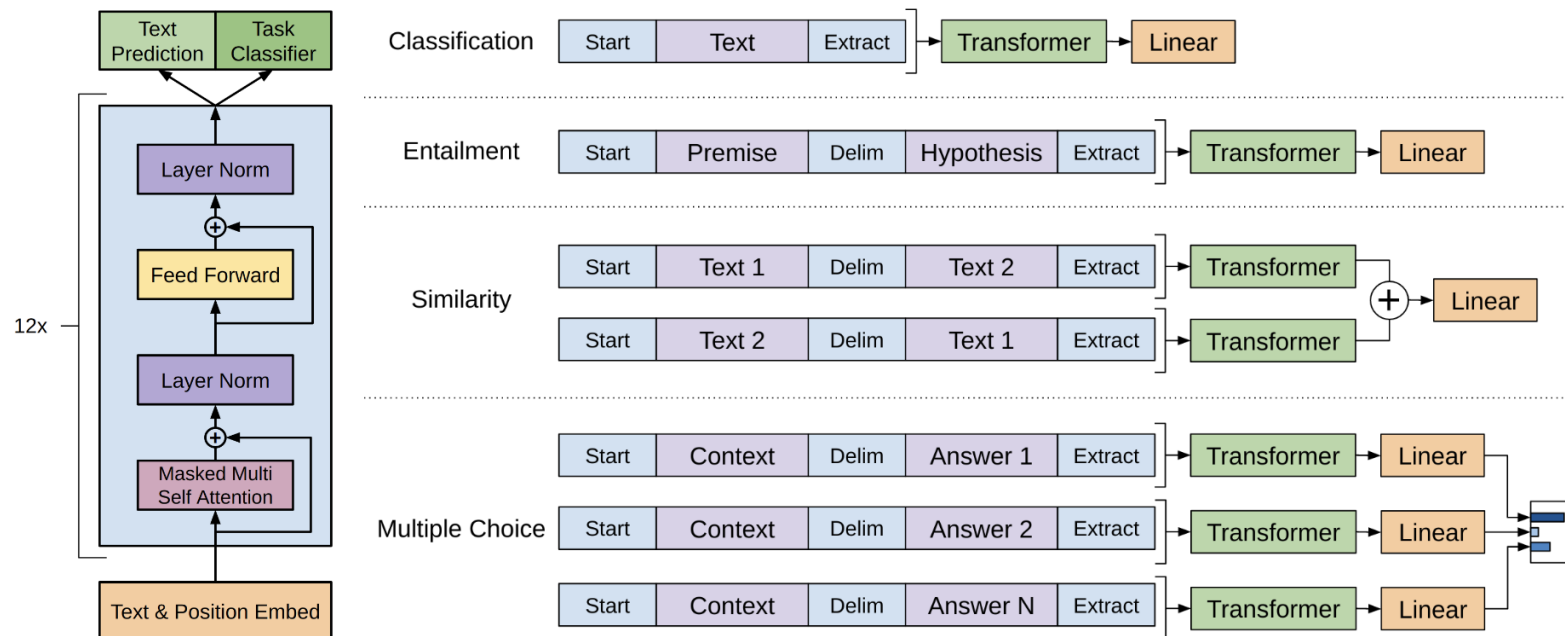 Text
Prediction
Task
Classifier
12x
Layer Norm
+
Feed Forward
Layer Norm
+
Masked Multi
Self Attention
Text & Position Embed
Classification Start Text Extract Transformer Linear
Entailment Start Premise Delim Hypothesis Extract Transformer Linear
Similarity
Start Text 1 Delim Text 2 Extract Transformer
+ Linear
Start Text 2 Delim Text 1 Extract Transformer
Multiple Choice
Start Context Delim Answer 1 Extract Transformer Linear
Start Context Delim Answer 2 Extract Transformer Linear
Start Context Delim Answer N Extract Transformer Linear